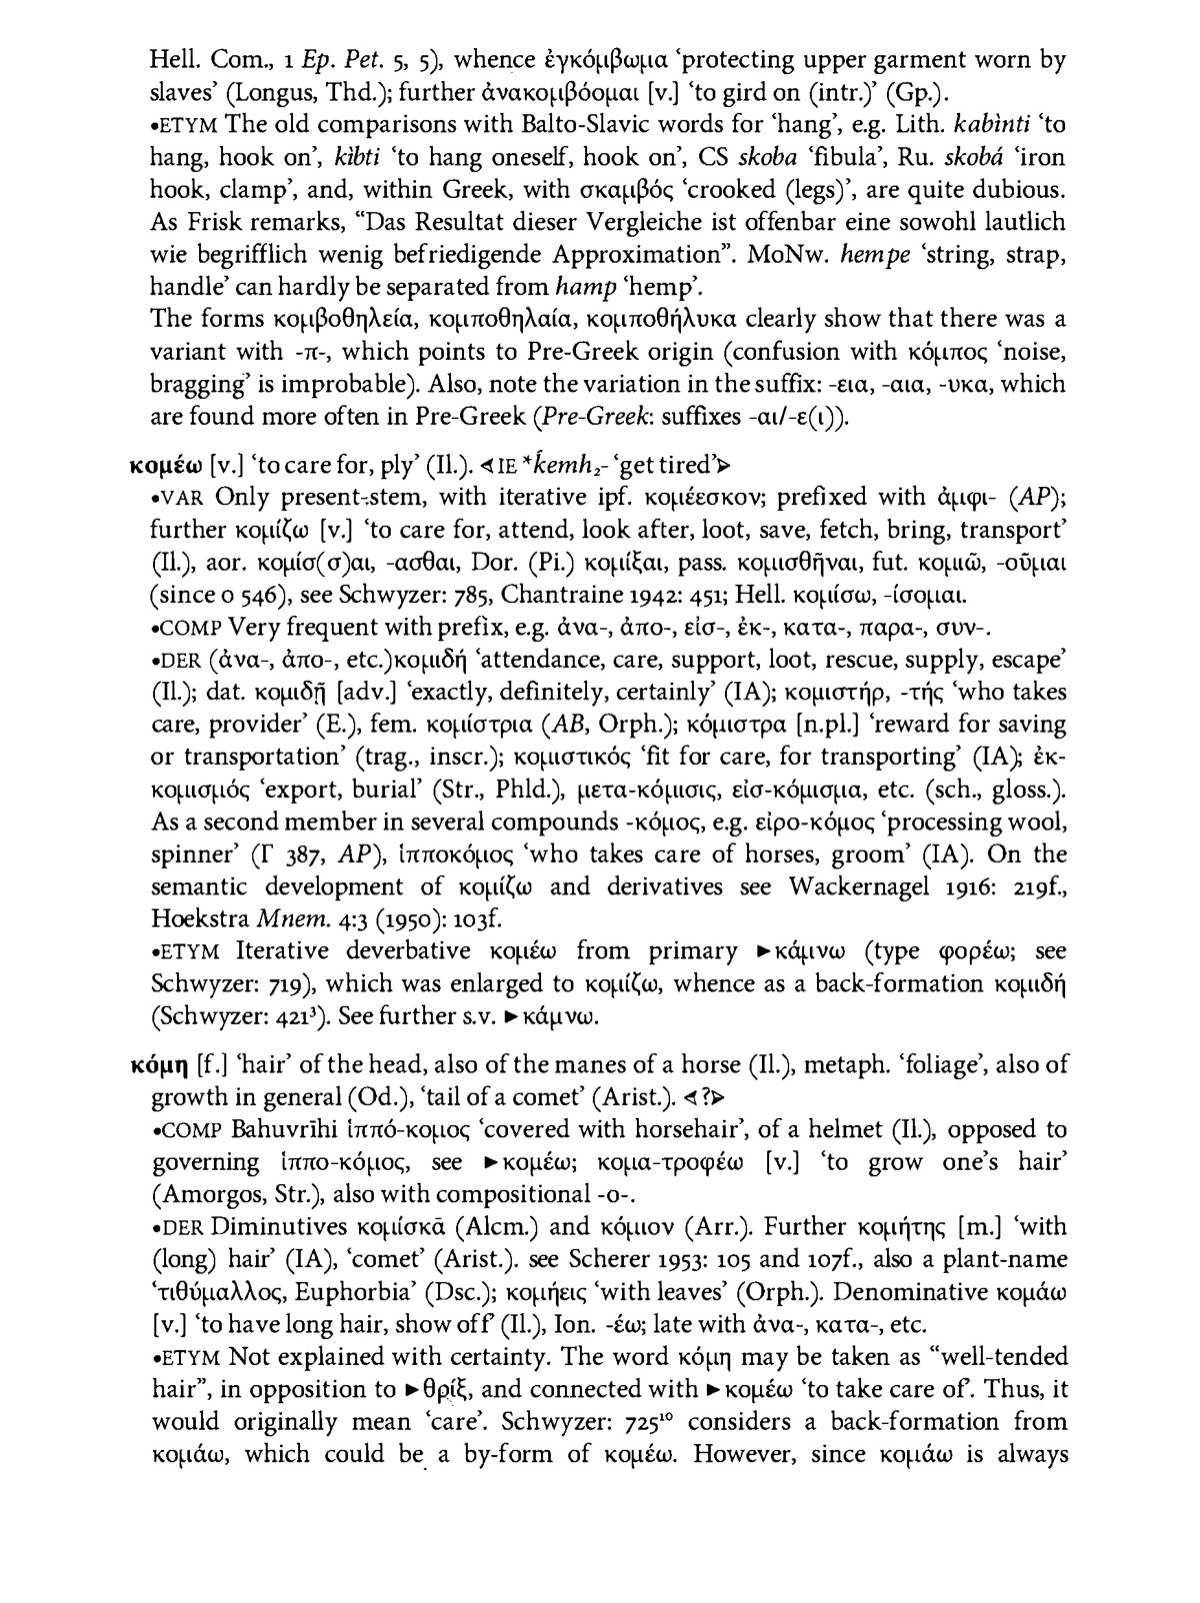 Hell. Com., 1 Ep. Pet. 5, 5), whence ἐγκόμβωμα ‘protecting upper garment worn by
slaves’ (Longus, Thd.); further ἀνακομβόομαι [v.] ‘to gird on (intr.)’ (Gp.).
•ETYM The old comparisons with Balto-Slavic words for ‘hang’, e.g. Lith. kabìnti ‘to
hang, hook on’, kìbti ‘to hang oneself, hook on’, CS skoba ‘fibula’, Ru. skobá ‘iron
hook, clamp’, and, within Greek, with σκαμβός ‘crooked (legs)’, are quite dubious.
As Frisk remarks, “Das Resultat dieser Vergleiche ist offenbar eine sowohl lautlich
wie begrifflich wenig befriedigende Approximation”. MoNw. hempe ‘string, strap,
handle’ can hardly be separated from hamp ‘hemp’.
The forms κομβοθηλεία, κομποθηλαία, κομποθήλυκα clearly show that there was a
variant with -π-, which points to Pre-Greek origin (confusion with κόμπος ‘noise,
bragging’ is improbable). Also, note the variation in the suffix: -εια, -αια, -υκα, which
are found more often in Pre-Greek (Pre-Greek: suffixes -αι/-ε(ι)).
κομέω [v.] ‘to care for, ply’ (Il.). ⮜ IE *ḱemh₂- ‘get tired’⮞
•VAR Only present-stem, with iterative ipf. κομέεσκον; prefixed with ἀμφι- (AP);
further κομίζω [v.] ‘to care for, attend, look after, loot, save, fetch, bring, transport’
(Il.), aor. κομίσ(σ)αι, -ασθαι, Dor. (Pi.) κομίξαι, pass. κομισθῆναι, fut. κομιῶ, -οῦμαι
(since ο 546), see Schwyzer: 785, Chantraine 1942: 451; Hell. κομίσω, -ίσομαι.
•COMP Very frequent with prefix, e.g. ἀνα-, ἀπο-, εἰσ-, ἐκ-, κατα-, παρα-, συν-.
•DER (ἀνα-, ἀπο-, etc.)κομιδή ‘attendance, care, support, loot, rescue, supply, escape’
(Il.); dat. κομιδῇ [adv.] ‘exactly, definitely, certainly’ (IA); κομιστήρ, -τής ‘who takes
care, provider’ (E.), fem. κομίστρια (AB, Orph.); κόμιστρα [n.pl.] ‘reward for saving
or transportation’ (trag., inscr.); κομιστικός ‘fit for care, for transporting’ (IA); ἐκ-
κομισμός ‘export, burial’ (Str., Phld.), μετα-κόμισις, εἰσ-κόμισμα, etc. (sch., gloss.).
As a second member in several compounds -κόμος, e.g. εἰρο-κόμος ‘processing wool,
spinner’ (Γ 387, AP), ἱπποκόμος ‘who takes care of horses, groom’ (IA). On the
semantic development of κομίζω and derivatives see Wackernagel 1916: 219f.,
Hoekstra Mnem. 4:3 (1950): 103f.
•ETYM Iterative deverbative κομέω from primary ►κάμνω (type φορέω; see
Schwyzer: 719), which was enlarged to κομίζω, whence as a back-formation κομιδή
(Schwyzer: 421³). See further s.v. ►κάμνω.
κόμη [f.] ‘hair’ of the head, also of the manes of a horse (Il.), metaph. ‘foliage’, also of
growth in general (Od.), ‘tail of a comet’ (Arist.). ⮜ ?⮞
•COMP Bahuvrīhi ἱππό-κομος ‘covered with horsehair’, of a helmet (Il.), opposed to
governing ἱππο-κόμος, see ►κομέω; κομα-τροφέω [v.] ‘to grow one’s hair’
(Amorgos, Str.), also with compositional -ο-.
•DER Diminutives κομίσκᾱ (Alcm.) and κόμιον (Arr.). Further κομήτης [m.] ‘with
(long) hair’ (IA), ‘comet’ (Arist.). see Scherer 1953: 105 and 107f., also a plant-name
‘τιθύμαλλος, Euphorbia’ (Dsc.); κομήεις ‘with leaves’ (Orph.). Denominative κομάω
[v.] ‘to have long hair, show off’ (Il.), Ion. -έω; late with ἀνα-, κατα-, etc.
•ETYM Not explained with certainty. The word κόμη may be taken as “well-tended
hair”, in opposition to ►θρίξ, and connected with ►κομέω ‘to take care of’. Thus, it
would originally mean ‘care’. Schwyzer: 725¹⁰ considers a back-formation from
κομάω, which could be a by-form of κομέω. However, since κομάω is always